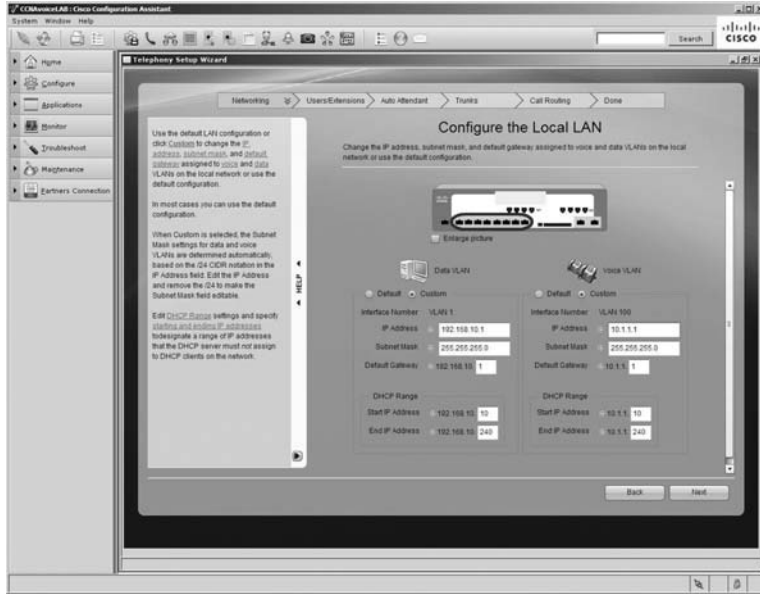 CCNAvoiceLAB : Cisco Configuration Assistant
System Window Help
Search
CISCO
Home
Configure
Applications
Monitor
Troubleshoot
Maintenance
Partners Connection
Telephony Setup Wizard
Networking Users/Extensions Auto Attendant Trunks Call Routing Done
Use the default LAN configuration or
click Custom to change the IP
address, subnet mask, and default
gateway assigned to voice and data
VLANs on the local network or use the
default configuration.
In most cases you can use the default
configuration.
When Custom is selected, the Subnet
Mask settings for data and voice
VLANs are determined automatically,
based on the /24 CIDR notation in the
IP Address field. Edit the IP Address
and remove the /24 to make the
Subnet Mask field editable.
Edit DHCP Range settings and specify
starting and ending IP addresses
todesignate a range of IP addresses
that the DHCP server must not assign
to DHCP clients on the network.
HELP
Configure the Local LAN
Change the IP address, subnet mask, and default gateway assigned to voice and data VLANs on the local
network or use the default configuration.
Enlarge picture
Data VLAN
Default Custom
Interface Number VLAN 1
IP Address 192.168.10.1
Subnet Mask 255.255.255.0
Default Gateway 192.168.10. 1
DHCP Range
Start IP Address 192.168.10. 10
End IP Address 192.168.10. 240
Voice VLAN
Default Custom
Interface Number VLAN 100
IP Address 10.1.1.1
Subnet Mask 255.255.255.0
Default Gateway 10.1.1. 1
DHCP Range
Start IP Address 10.1.1. 10
End IP Address 10.1.1. 240
Back Next